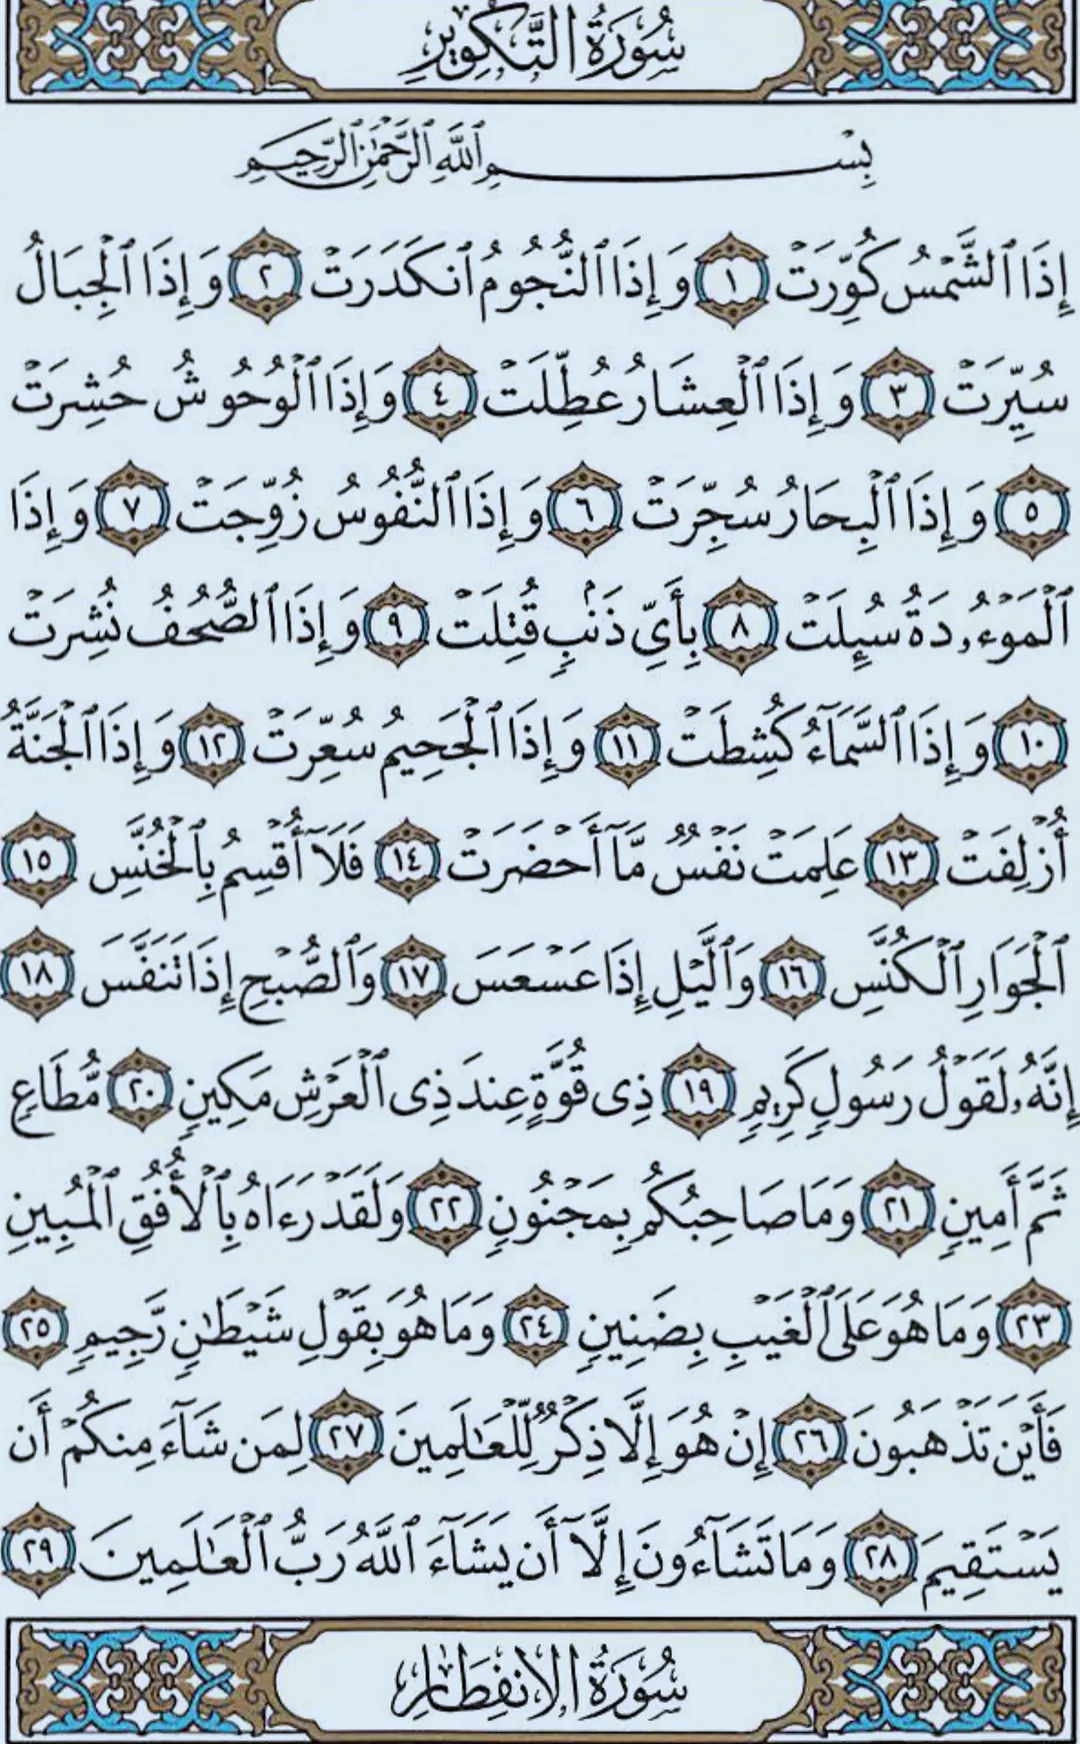 سُورَةُ التَّكْوِيرِ
بِسْمِ ٱللَّهِ ٱلرَّحْمَٰنِ ٱلرَّحِيمِ
إِذَا ٱلشَّمْسُ كُوِّرَتْ ١ وَإِذَا ٱلنُّجُومُ ٱنكَدَرَتْ ٢ وَإِذَا ٱلْجِبَالُ
سُيِّرَتْ ٣ وَإِذَا ٱلْعِشَارُ عُطِّلَتْ ٤ وَإِذَا ٱلْوُحُوشُ حُشِرَتْ
٥ وَإِذَا ٱلْبِحَارُ سُجِّرَتْ ٦ وَإِذَا ٱلنُّفُوسُ زُوِّجَتْ ٧ وَإِذَا
ٱلْمَوْءُۥدَةُ سُئِلَتْ ٨ بِأَىِّ ذَنۢبٍ قُتِلَتْ ٩ وَإِذَا ٱلصُّحُفُ نُشِرَتْ
١٠ وَإِذَا ٱلسَّمَآءُ كُشِطَتْ ١١ وَإِذَا ٱلْجَحِيمُ سُعِّرَتْ ١٢ وَإِذَا ٱلْجَنَّةُ
أُزْلِفَتْ ١٣ عَلِمَتْ نَفْسٌ مَّآ أَحْضَرَتْ ١٤ فَلَآ أُقْسِمُ بِٱلْخُنَّسِ ١٥
ٱلْجَوَارِ ٱلْكُنَّسِ ١٦ وَٱلَّيْلِ إِذَا عَسْعَسَ ١٧ وَٱلصُّبْحِ إِذَا تَنَفَّسَ ١٨
إِنَّهُۥ لَقَوْلُ رَسُولٍ كَرِيمٍ ١٩ ذِى قُوَّةٍ عِندَ ذِى ٱلْعَرْشِ مَكِينٍ ٢٠ مُّطَاعٍ
ثَمَّ أَمِينٍ ٢١ وَمَا صَاحِبُكُم بِمَجْنُونٍ ٢٢ وَلَقَدْ رَءَاهُ بِٱلْأُفُقِ ٱلْمُبِينِ
٢٣ وَمَا هُوَ عَلَى ٱلْغَيْبِ بِضَنِينٍ ٢٤ وَمَا هُوَ بِقَوْلِ شَيْطَٰنٍ رَّجِيمٍ ٢٥
فَأَيْنَ تَذْهَبُونَ ٢٦ إِنْ هُوَ إِلَّا ذِكْرٌ لِّلْعَٰلَمِينَ ٢٧ لِمَن شَآءَ مِنكُمْ أَن
يَسْتَقِيمَ ٢٨ وَمَا تَشَآءُونَ إِلَّآ أَن يَشَآءَ ٱللَّهُ رَبُّ ٱلْعَٰلَمِينَ ٢٩
سُورَةُ الانفِطَارِ